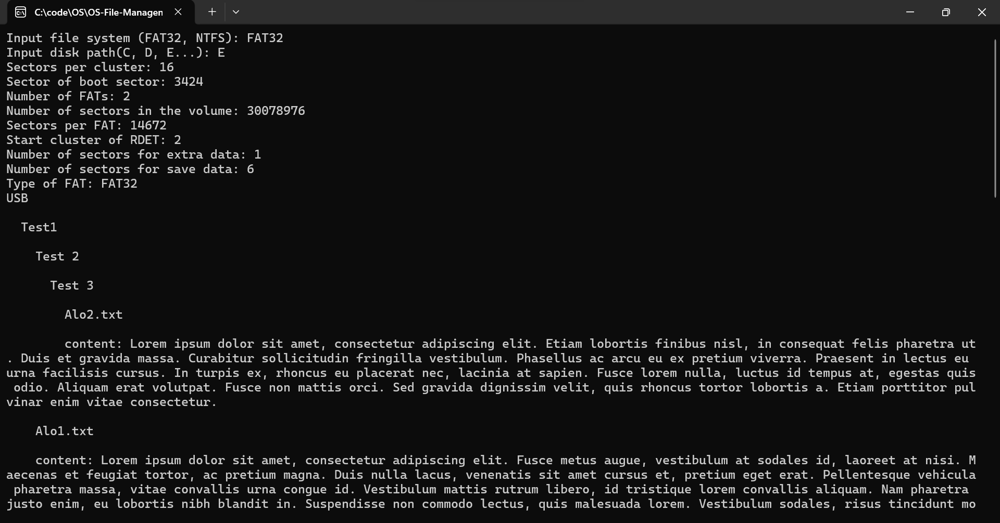 C:\code\OS\OS-File-Managen
Input file system (FAT32, NTFS): FAT32
Input disk path(C, D, E...): E
Sectors per cluster: 16
Sector of boot sector: 3424
Number of FATs: 2
Number of sectors in the volume: 30078976
Sectors per FAT: 14672
Start cluster of RDET: 2
Number of sectors for extra data: 1
Number of sectors for save data: 6
Type of FAT: FAT32
USB
Test1
Test 2
Test 3
Alo2.txt
content: Lorem ipsum dolor sit amet, consectetur adipiscing elit. Etiam lobortis finibus nisl, in consequat felis pharetra ut
. Duis et gravida massa. Curabitur sollicitudin fringilla vestibulum. Phasellus ac arcu eu ex pretium viverra. Praesent in lectus eu
urna facilisis cursus. In turpis ex, rhoncus eu placerat nec, lacinia at sapien. Fusce lorem nulla, luctus id tempus at, egestas quis
odio. Aliquam erat volutpat. Fusce non mattis orci. Sed gravida dignissim velit, quis rhoncus tortor lobortis a. Etiam porttitor pul
vinar enim vitae consectetur.
Alo1.txt
content: Lorem ipsum dolor sit amet, consectetur adipiscing elit. Fusce metus augue, vestibulum at sodales id, laoreet at nisi. M
aecenas et feugiat tortor, ac pretium magna. Duis nulla lacus, venenatis sit amet cursus et, pretium eget erat. Pellentesque vehicula
pharetra massa, vitae convallis urna congue id. Vestibulum mattis rutrum libero, id tristique lorem convallis aliquam. Nam pharetra
justo enim, eu lobortis nibh blandit in. Suspendisse non commodo lectus, quis malesuada lorem. Vestibulum sodales, risus tincidunt mo